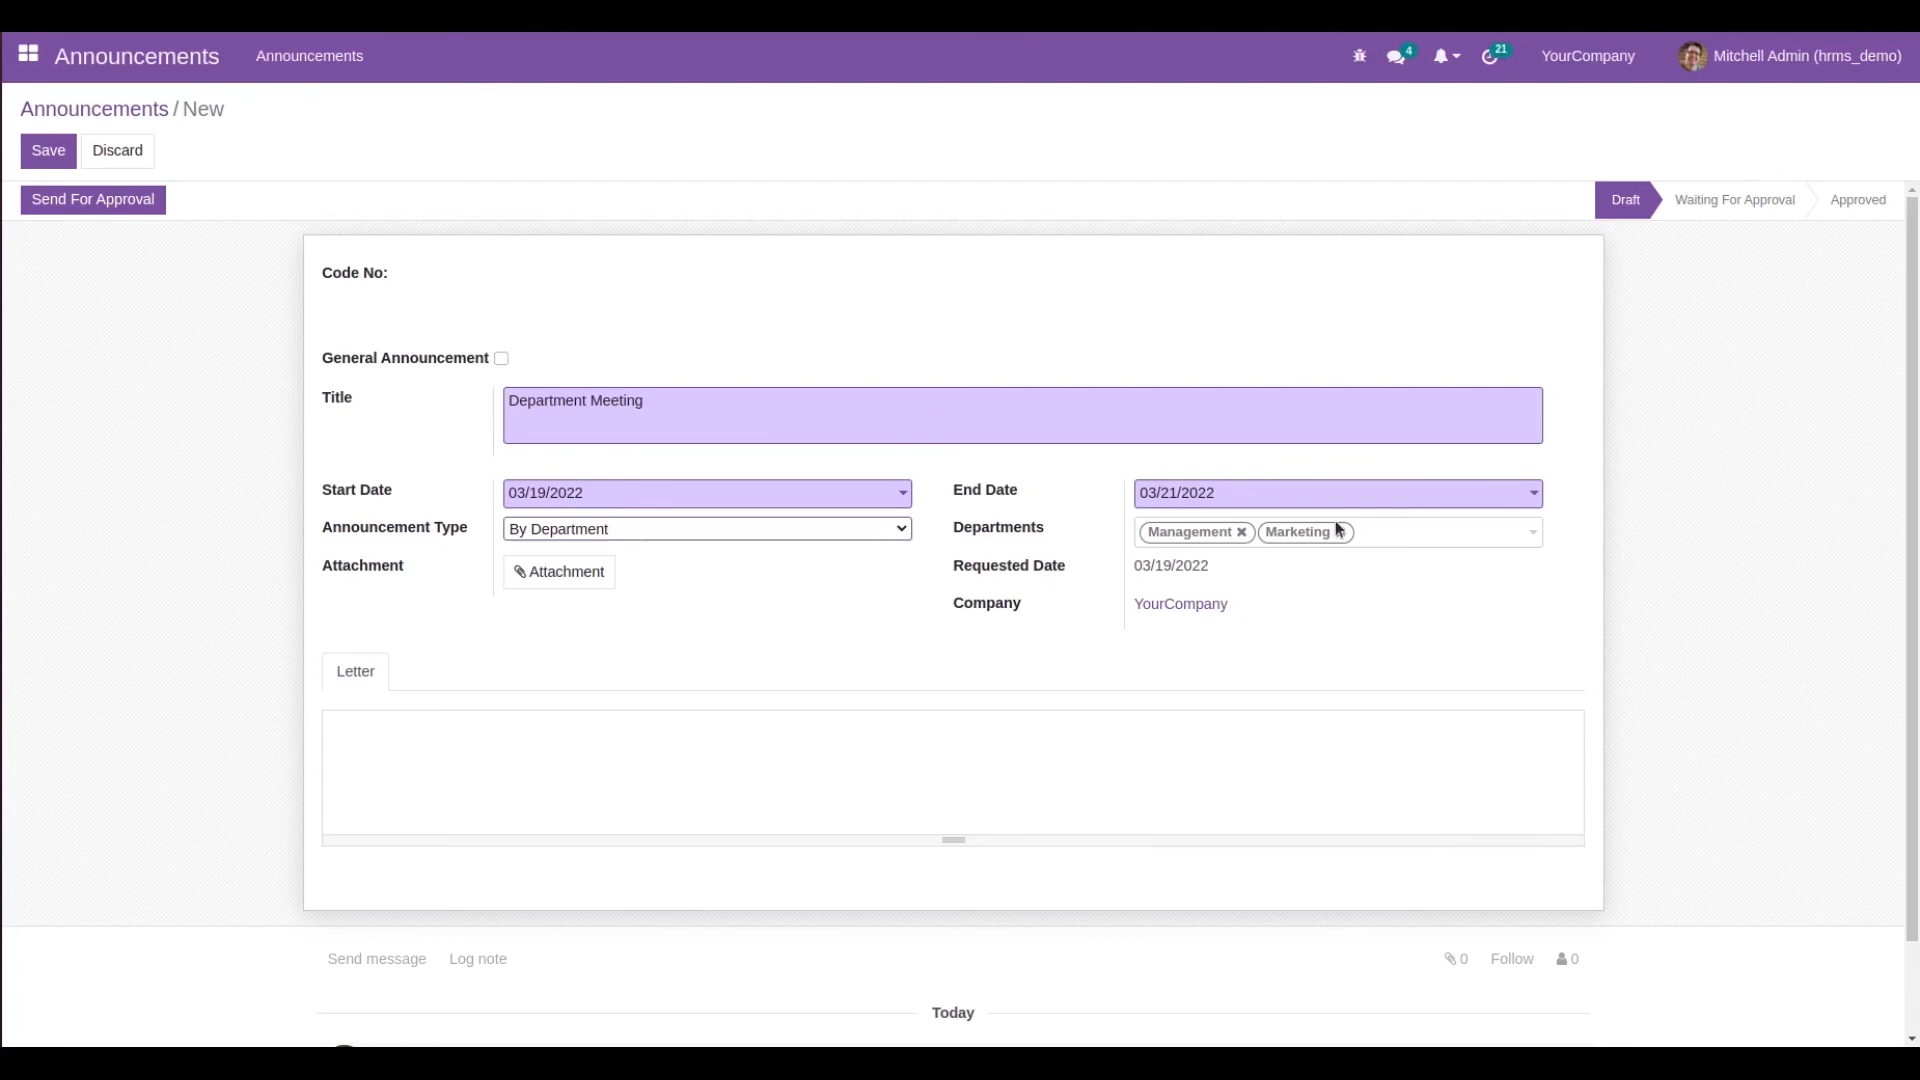 Announcements Announcements 4 21 YourCompany Mitchell Admin (hrms_demo)
Announcements / New
Save Discard
Send For Approval Draft Waiting For Approval Approved
Code No:
General Announcement
Title Department Meeting
Start Date 03/19/2022 End Date 03/21/2022
Announcement Type By Department Departments Management Marketing
Attachment Attachment Requested Date 03/19/2022
Company YourCompany
Letter
Send message Log note 0 Follow 0
Today